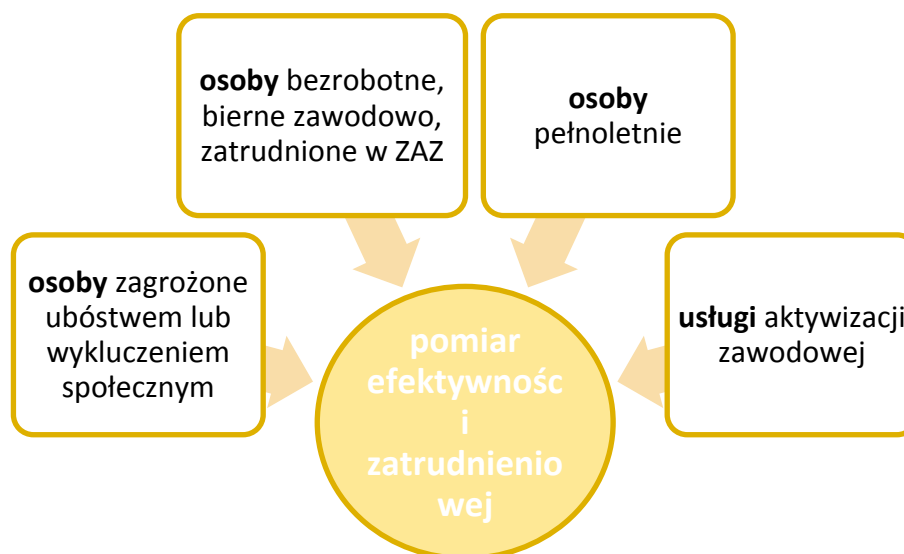 osoby bezrobotne,
bierne zawodowo,
zatrudnione w ZAZ
osoby
pełnoletnie
osoby zagrożone
ubóstwem lub
wykluczeniem
społecznym
usługi aktywizacji
zawodowej
pomiar
efektywnośc
i
zatrudnienio
wej